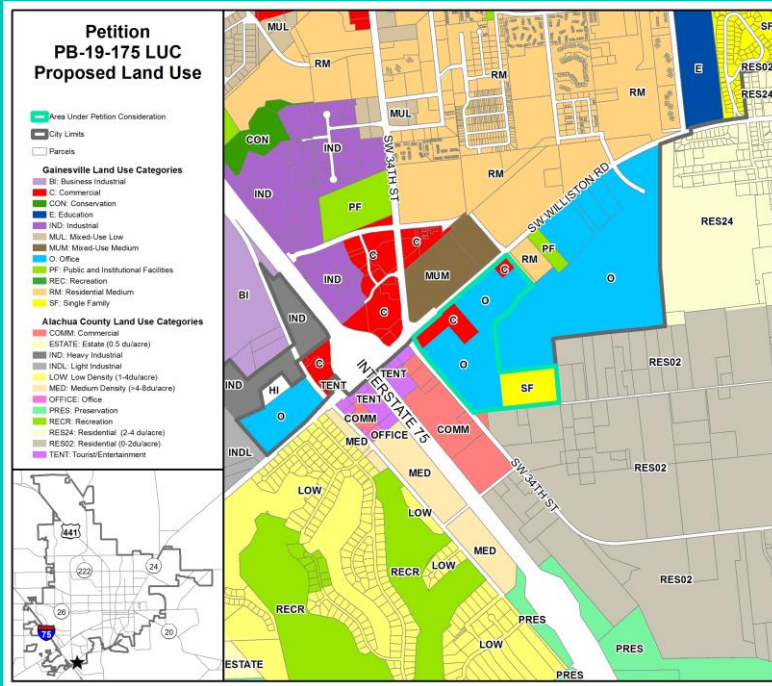 Petition
PB-19-175 LUC
Proposed Land Use
Area Under Petition Consideration
City Limits
Parcels
Gainesville Land Use Categories
BI: Business Industrial
C: Commercial
CON: Conservation
E: Education
IND: Industrial
MUL: Mixed-Use Low
MUM: Mixed-Use Medium
O: Office
PF: Public and Institutional Facilities
REC: Recreation
RM: Residential Medium
SF: Single Family
Alachua County Land Use Categories
COMM: Commercial
ESTATE: Estate (0.5 du/acre)
IND: Heavy Industrial
INDL: Light Industrial
LOW: Low Density (1-4du/acre)
MED: Medium Density (>4-8du/acre)
OFFICE: Office
PRES: Preservation
RECR: Recreation
RES24: Residential (2-4 du/acre)
RES02: Residential (0-2du/acre)
TENT: Tourist/Entertainment
441
222
24
26
75
20
MUL
RM
RM
SF
RES02
E
RES24
RM
MUL
CON
IND
SW 34TH ST
RM
IND
PF
SW WILLISTON RD
RES24
C
C
PF
RM
C
MUM
O
IND
BI
C
O
C
IND
O
C
INTERSTATE 75
TENT
RES02
IND
HI
TENT
TENT
SF
O
COMM
COMM
OFFICE
MED
INDL
SW 34TH ST
RES02
MED
LOW
LOW
MED
RECR
LOW
RES02
RECR
LOW
PRES
PRES
ESTATE
PRES